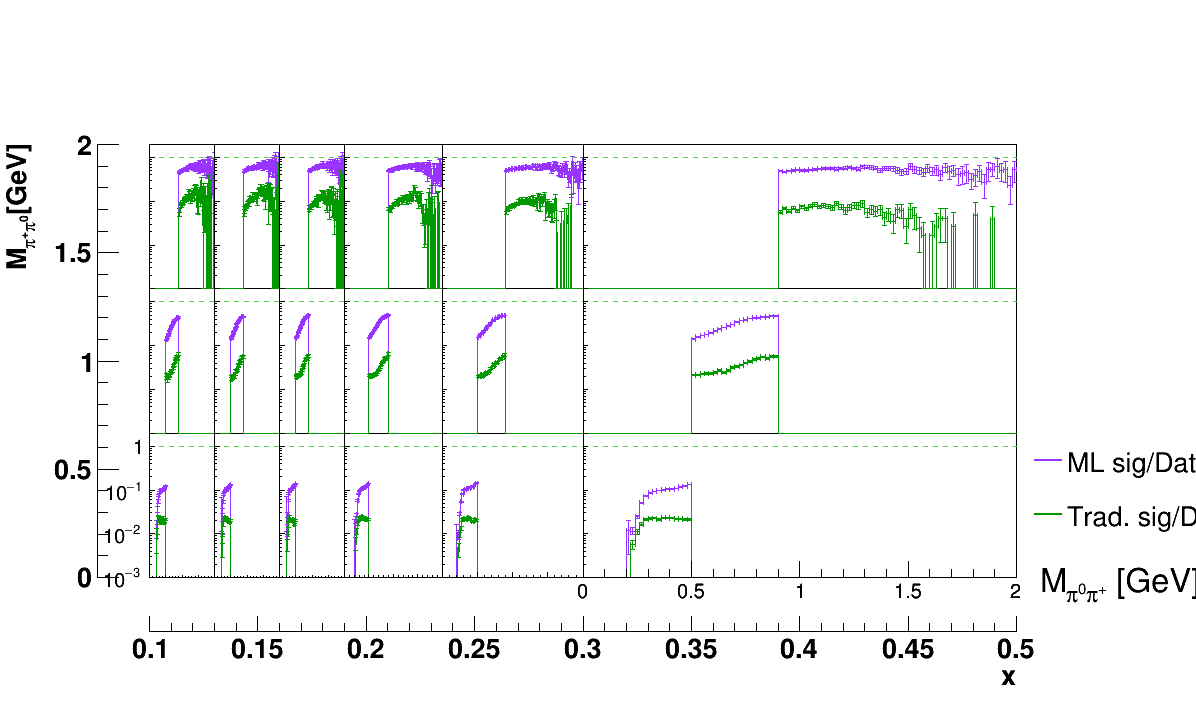 M_{π⁺π⁰}[GeV]
2
1.5
1
0.5
0
1
10⁻¹
10⁻²
10⁻³
0 0.5 1 1.5 2
M_{π⁰π⁺} [GeV]
ML sig/Dat
Trad. sig/D
0.1 0.15 0.2 0.25 0.3 0.35 0.4 0.45 0.5
x